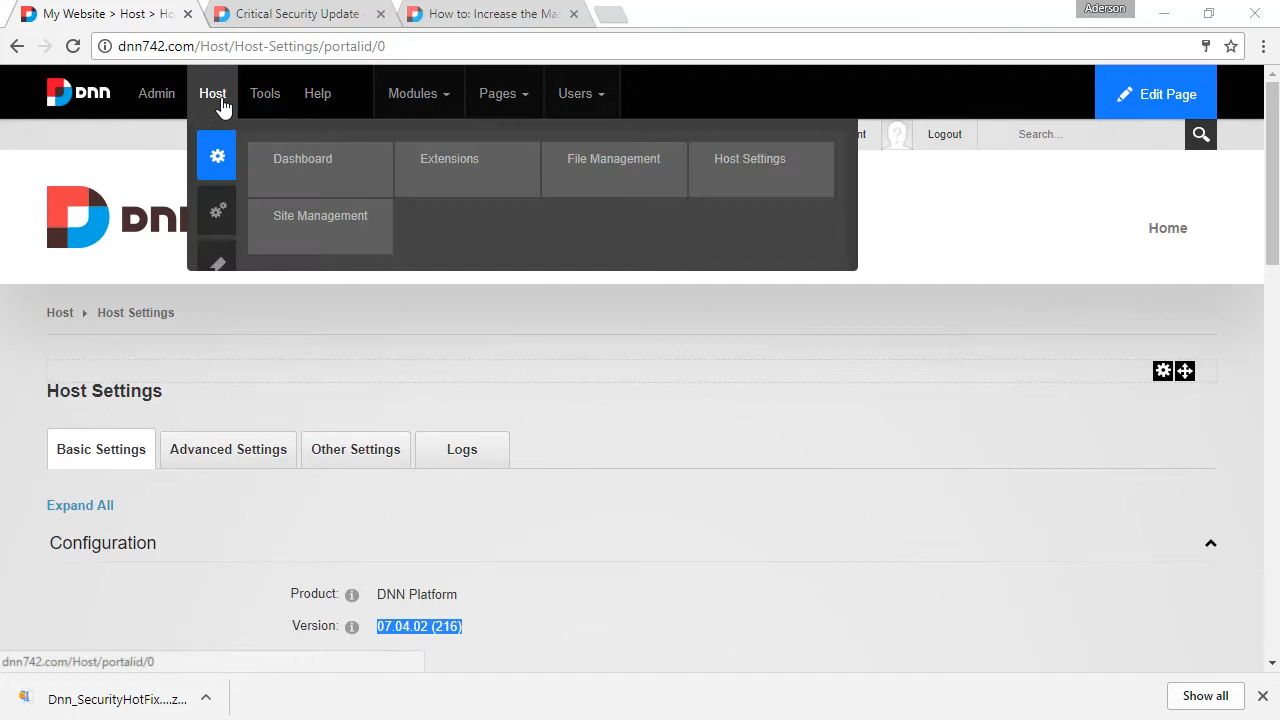 My Website > Host > Ho
Critical Security Update -
How to: Increase the Ma
Aderson
dnn742.com/Host/Host-Settings/portalid/0
DNN Admin Host Tools Help Modules Pages Users Edit Page
nt Logout Search...
Dashboard Extensions File Management Host Settings
Site Management
Home
Host Host Settings
Host Settings
Basic Settings Advanced Settings Other Settings Logs
Expand All
Configuration
Product: DNN Platform
Version: 07.04.02 (216)
dnn742.com/Host/portalid/0
Dnn_SecurityHotFix....z... Show all